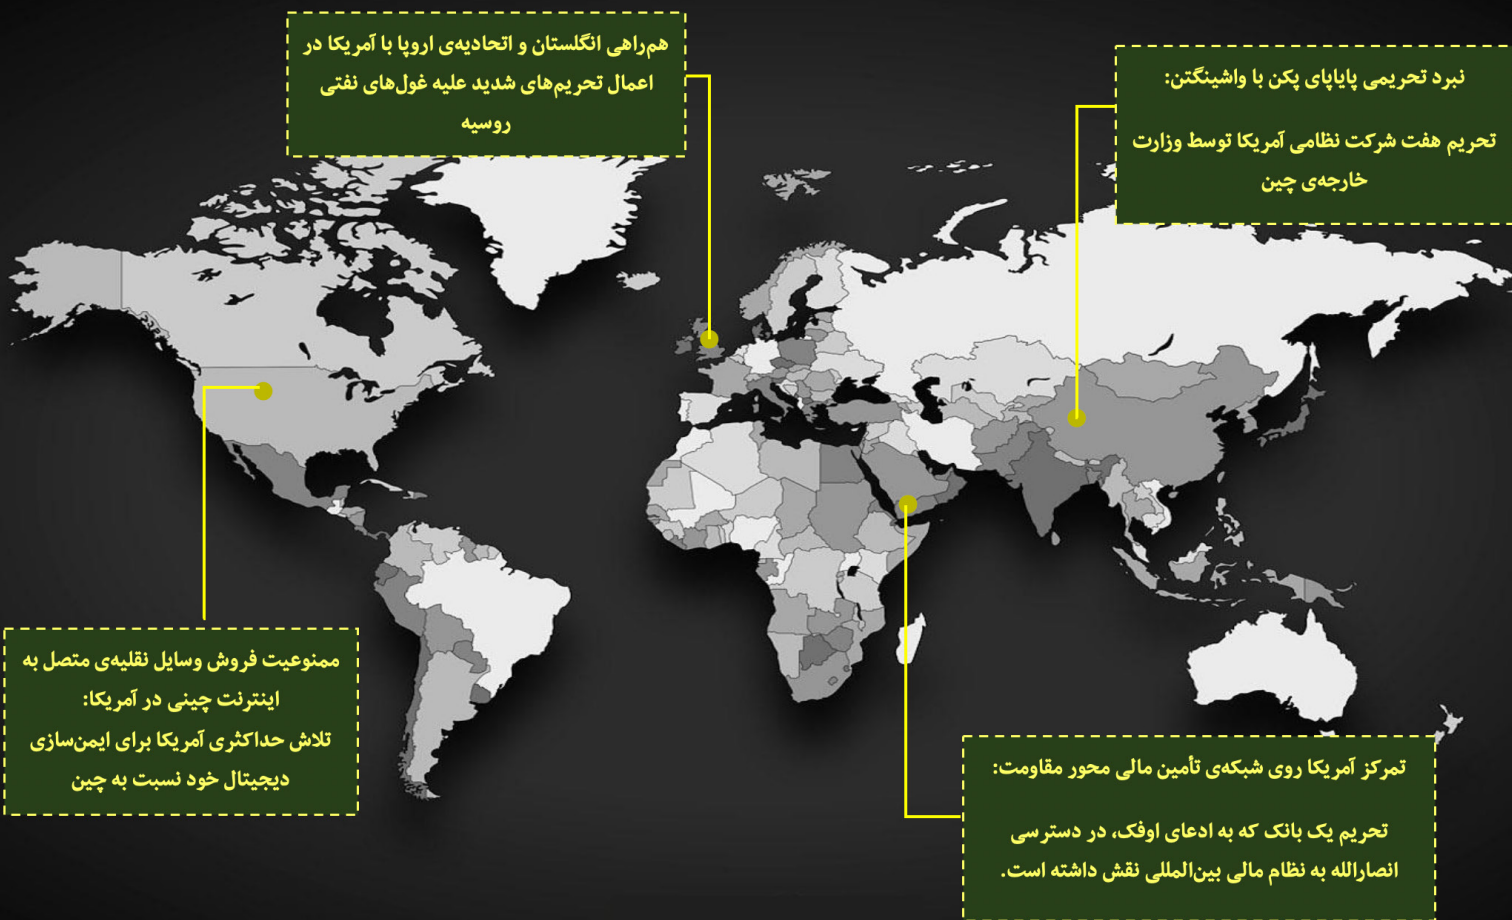 هم‌راهی انگلستان و اتحادیه‌ی اروپا با آمریکا در
اعمال تحریم‌های شدید علیه غول‌های نفتی
روسیه
نبرد تحریمی پایاپای پکن با واشینگتن:
تحریم هفت شرکت نظامی آمریکا توسط وزارت
خارجه‌ی چین
ممنوعیت فروش وسایل نقلیه‌ی متصل به
اینترنت چینی در آمریکا:
تلاش حداکثری آمریکا برای ایمن‌سازی
دیجیتال خود نسبت به چین
تمرکز آمریکا روی شبکه‌ی تأمین مالی محور مقاومت:
تحریم یک بانک که به ادعای اوفک، در دسترسی
انصارالله به نظام مالی بین‌المللی نقش داشته است.